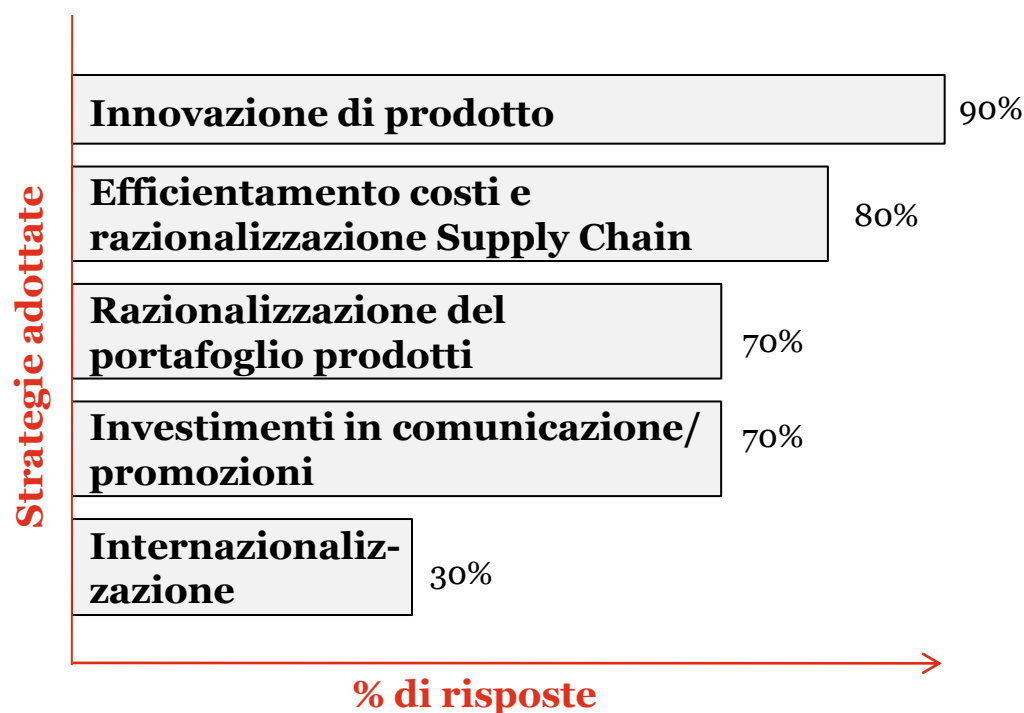 Innovazione di prodotto
90%
Efficientamento costi e
razionalizzazione Supply Chain
80%
Razionalizzazione del
portafoglio prodotti
70%
Investimenti in comunicazione/
promozioni
70%
Internazionaliz-
zazione
30%
Strategie adottate
% di risposte